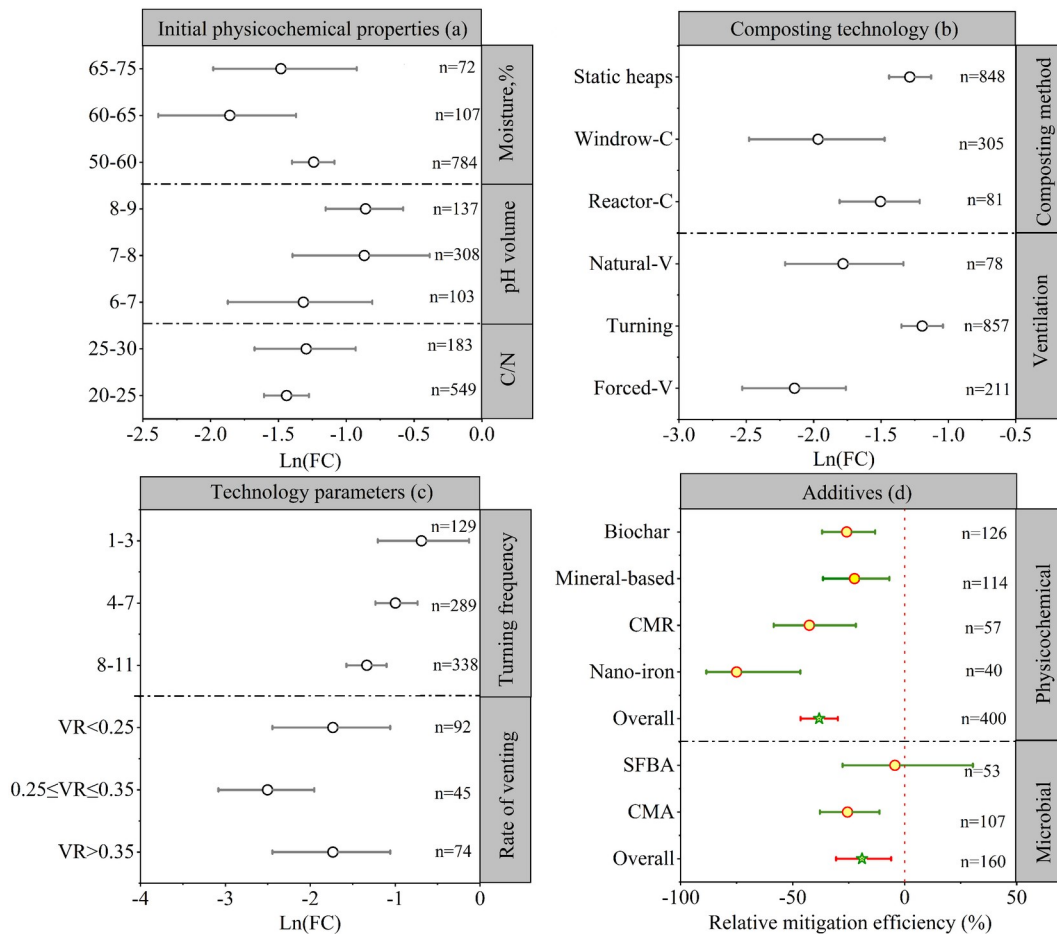 Initial physicochemical properties (a)
65-75
n=72
60-65
n=107
50-60
n=784
Moisture,%
8-9
n=137
7-8
n=308
6-7
n=103
pH volume
25-30
n=183
20-25
n=549
C/N
-2.5 -2.0 -1.5 -1.0 -0.5 0.0
Ln(FC)
Composting technology (b)
Static heaps
n=848
Windrow-C
n=305
Reactor-C
n=81
Composting method
Natural-V
n=78
Turning
n=857
Forced-V
n=211
Ventilation
-3.0 -2.5 -2.0 -1.5 -1.0 -0.5
Ln(FC)
Technology parameters (c)
1-3
n=129
4-7
n=289
8-11
n=338
Turning frequency
VR<0.25
n=92
0.25≤VR≤0.35
n=45
VR>0.35
n=74
Rate of venting
-4 -3 -2 -1 0
Ln(FC)
Additives (d)
Biochar
n=126
Mineral-based
n=114
CMR
n=57
Nano-iron
n=40
Overall
n=400
Physicochemical
SFBA
n=53
CMA
n=107
Overall
n=160
Microbial
-100 -50 0 50
Relative mitigation efficiency (%)